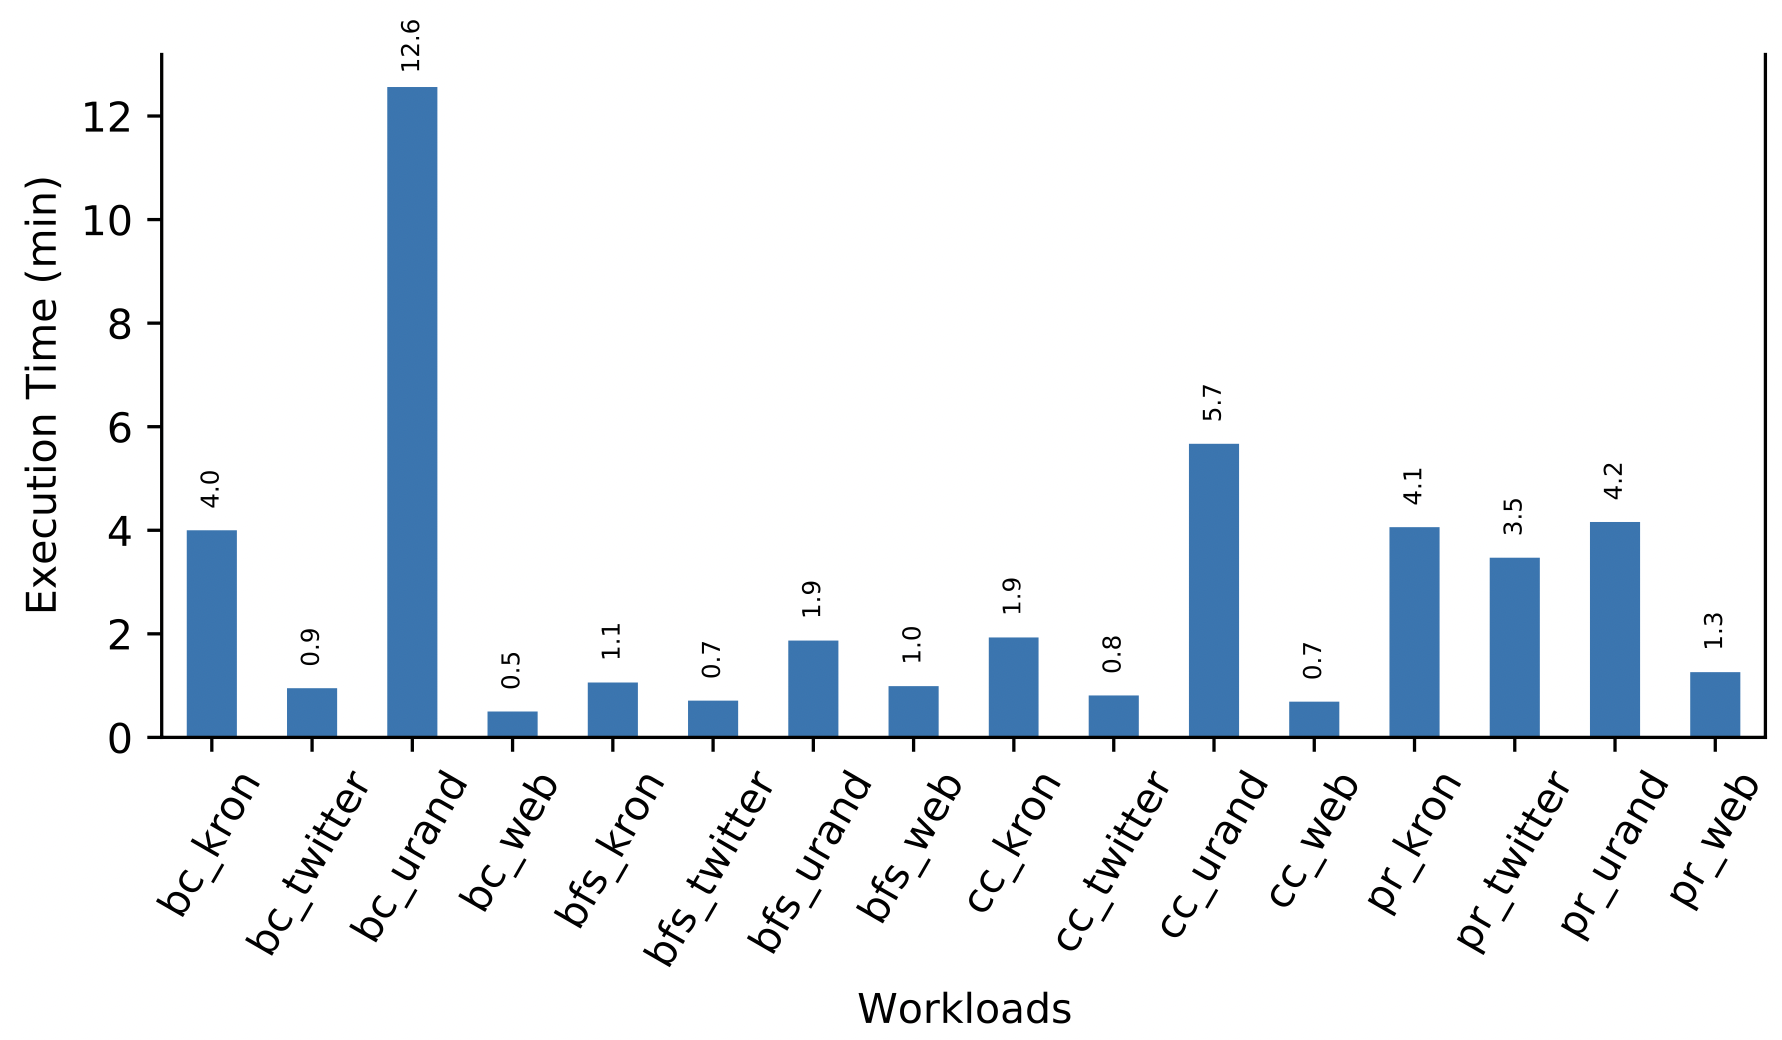 Execution Time (min)
12
10
8
6
4
2
0
4.0
0.9
12.6
0.5
1.1
0.7
1.9
1.0
1.9
0.8
5.7
0.7
4.1
3.5
4.2
1.3
bc_kron
bc_twitter
bc_urand
bc_web
bfs_kron
bfs_twitter
bfs_urand
bfs_web
cc_kron
cc_twitter
cc_urand
cc_web
pr_kron
pr_twitter
pr_urand
pr_web
Workloads